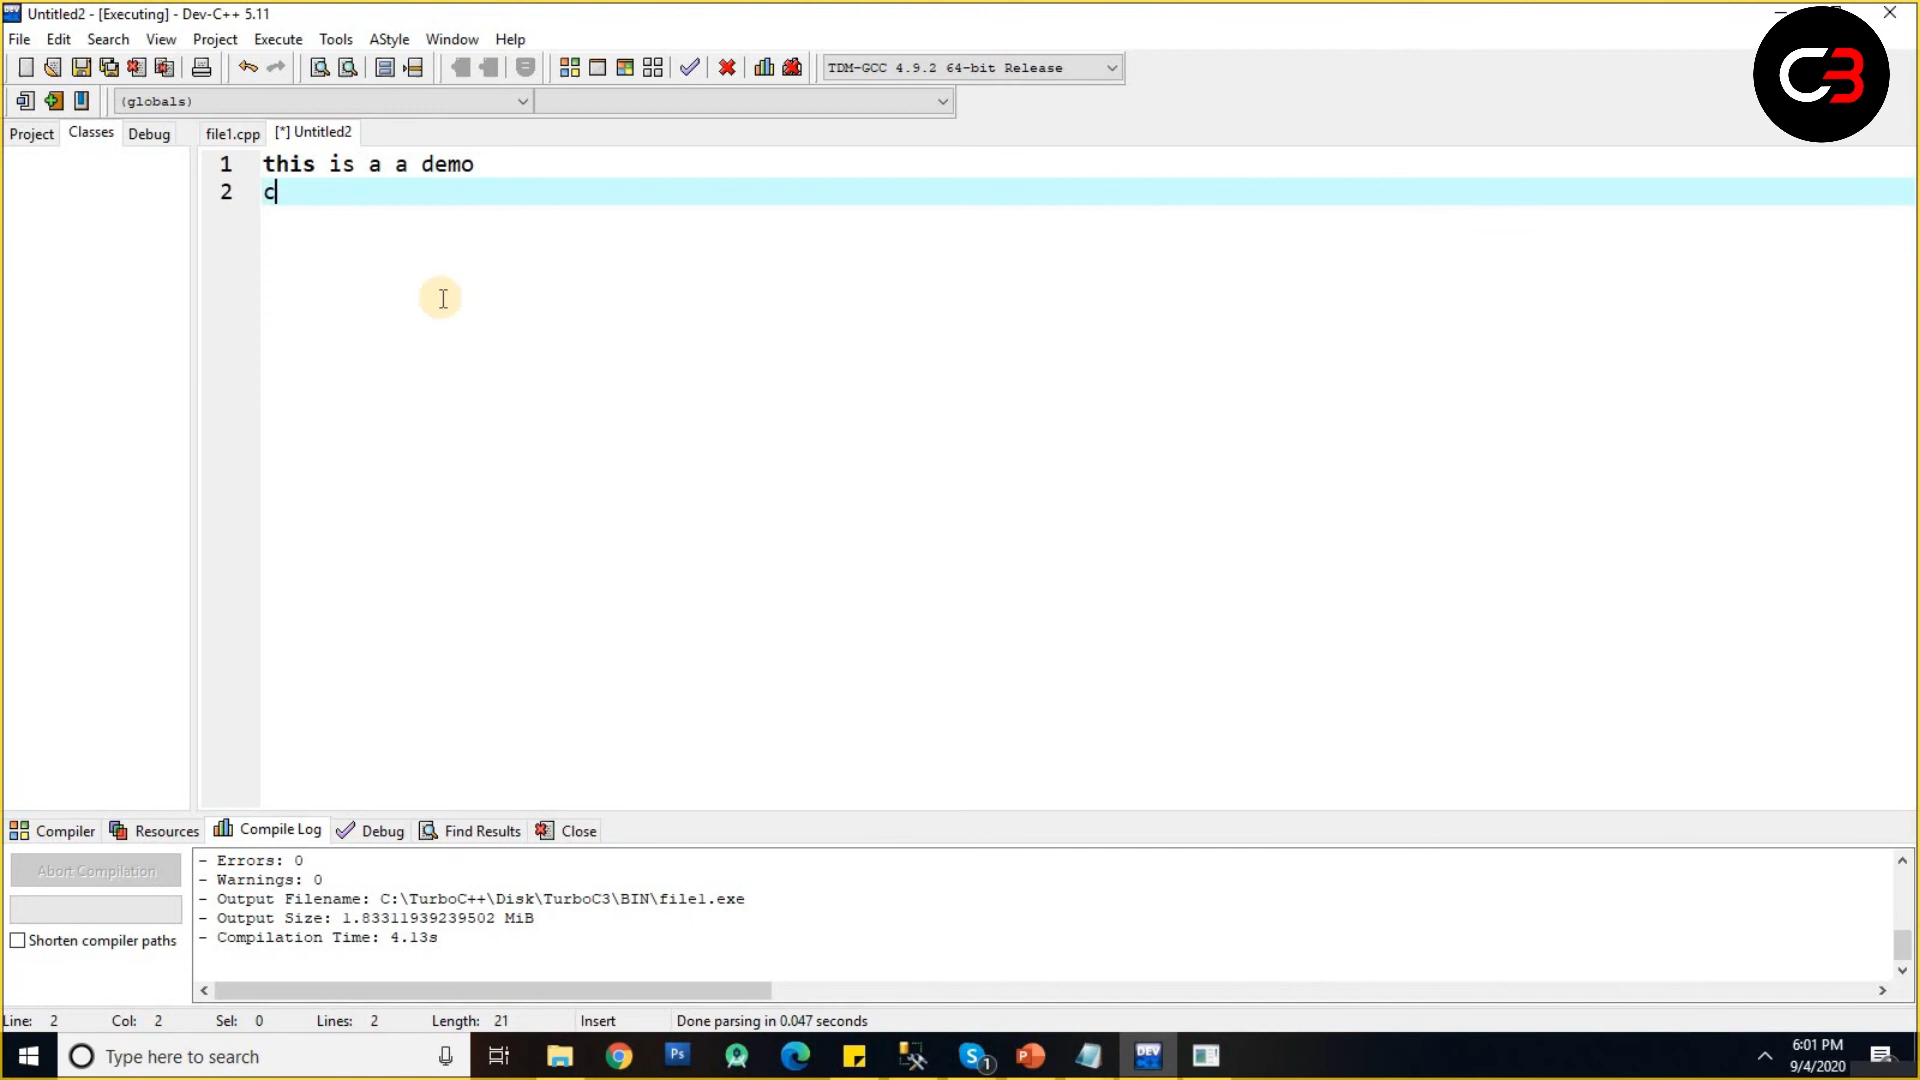 Untitled2 - [Executing] - Dev-C++ 5.11
File Edit Search View Project Execute Tools AStyle Window Help
TDM-GCC 4.9.2 64-bit Release
(globals)
Project Classes Debug file1.cpp [*] Untitled2
1 this is a a demo
2 c
Compiler Resources Compile Log Debug Find Results Close
Abort Compilation
Shorten compiler paths
- Errors: 0
- Warnings: 0
- Output Filename: C:\TurboC++\Disk\TurboC3\BIN\file1.exe
- Output Size: 1.83311939239502 MiB
- Compilation Time: 4.13s
Line: 2 Col: 2 Sel: 0 Lines: 2 Length: 21 Insert Done parsing in 0.047 seconds
Type here to search
Ps
S 1
P
DEV
6:01 PM
9/4/2020
C3